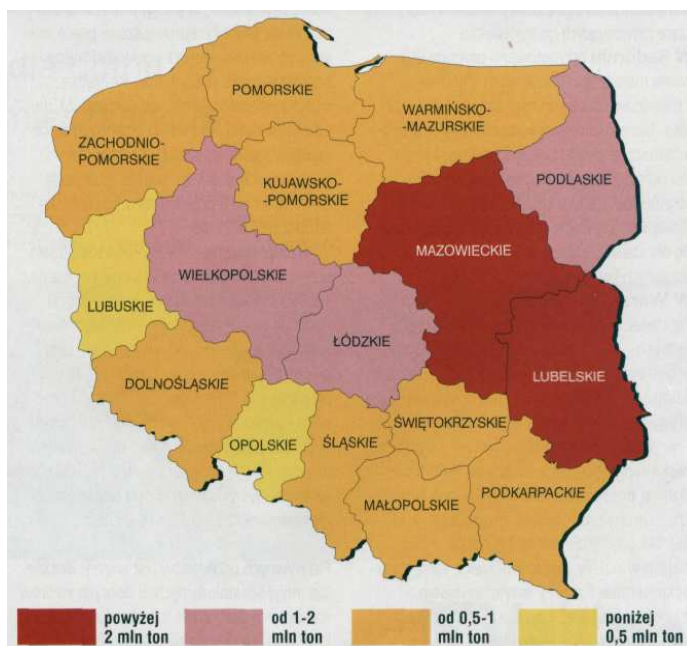 POMORSKIE
WARMIŃSKO-
-MAZURSKIE
ZACHODNIO-
POMORSKIE
KUJAWSKO-
-POMORSKIE
PODLASKIE
MAZOWIECKIE
WIELKOPOLSKIE
LUBUSKIE
ŁÓDZKIE
LUBELSKIE
DOLNOŚLĄSKIE
ŚWIĘTOKRZYSKIE
OPOLSKIE
ŚLĄSKIE
PODKARPACKIE
MAŁOPOLSKIE
powyżej
2 mln ton
od 1-2
mln ton
od 0,5-1
mln ton
poniżej
0,5 mln ton